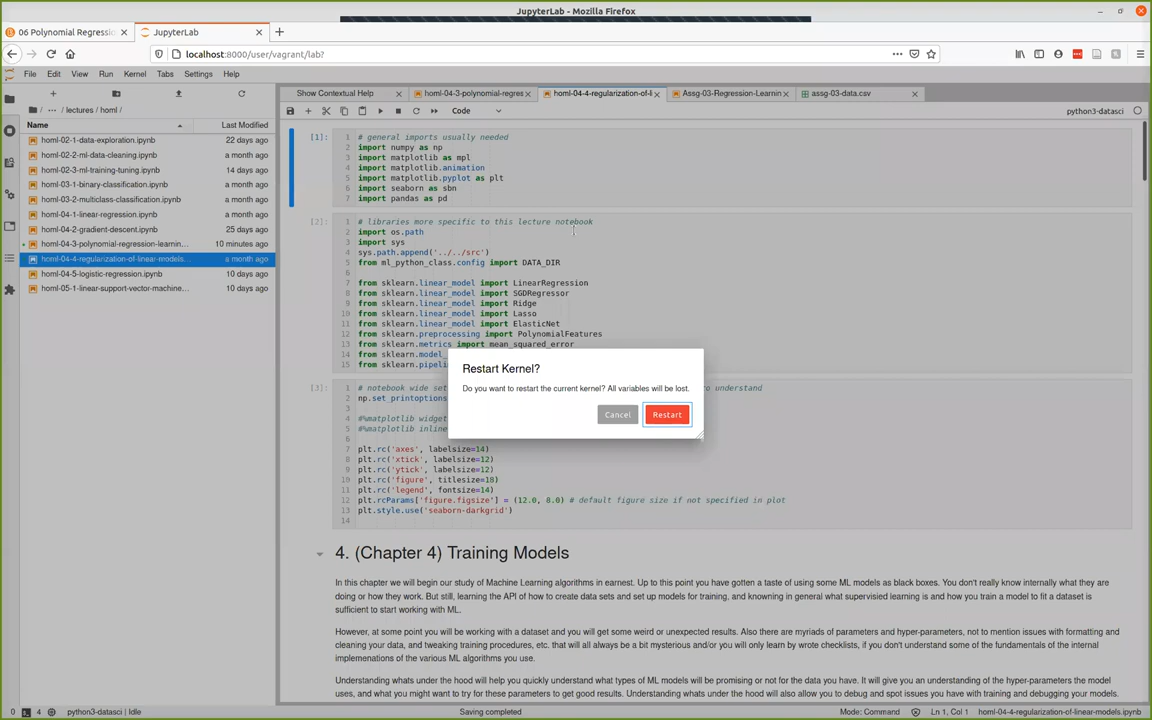 JupyterLab - Mozilla Firefox
06 Polynomial Regressi
JupyterLab
localhost:8000/user/vagrant/lab?
File Edit View Run Kernel Tabs Settings Help
Show Contextual Help
homl-04-3-polynomial-regres
homl-04-4-regularization-of-l
Assg-03-Regression-Learnin
assg-03-data.csv
/ ··· / lectures / homl /
Code
python3-datasci
Name Last Modified
homl-02-1-data-exploration.ipynb 22 days ago
homl-02-2-ml-data-cleaning.ipynb a month ago
homl-02-3-ml-training-tuning.ipynb 14 days ago
homl-03-1-binary-classification.ipynb a month ago
homl-03-2-multiclass-classification.ipynb a month ago
homl-04-1-linear-regression.ipynb a month ago
homl-04-2-gradient-descent.ipynb 25 days ago
homl-04-3-polynomial-regression-learnin... 10 minutes ago
homl-04-4-regularization-of-linear-models... a month ago
homl-04-5-logistic-regression.ipynb 10 days ago
homl-05-1-linear-support-vector-machine... 10 days ago
[1]:
1 # general imports usually needed
2 import numpy as np
3 import matplotlib as mpl
4 import matplotlib.animation
5 import matplotlib.pyplot as plt
6 import seaborn as sbn
7 import pandas as pd
[2]:
1 # libraries more specific to this lecture notebook
2 import os.path
3 import sys
4 sys.path.append('../../src')
5 from ml_python_class.config import DATA_DIR
6
7 from sklearn.linear_model import LinearRegression
8 from sklearn.linear_model import SGDRegressor
9 from sklearn.linear_model import Ridge
10 from sklearn.linear_model import Lasso
11 from sklearn.linear_model import ElasticNet
12 from sklearn.preprocessing import PolynomialFeatures
13 from sklearn.metrics import mean_squared_error
14 from sklearn.model_
15 from sklearn.pipeli
Restart Kernel?
Do you want to restart the current kernel? All variables will be lost.
Cancel Restart
[3]:
1 # notebook wide set o understand
2 np.set_printoptions
3
4 #%matplotlib widget
5 #%matplotlib inline
6
7 plt.rc('axes', labelsize=14)
8 plt.rc('xtick', labelsize=12)
9 plt.rc('ytick', labelsize=12)
10 plt.rc('figure', titlesize=18)
11 plt.rc('legend', fontsize=14)
12 plt.rcParams['figure.figsize'] = (12.0, 8.0) # default figure size if not specified in plot
13 plt.style.use('seaborn-darkgrid')
14
4. (Chapter 4) Training Models
In this chapter we will begin our study of Machine Learning algorithms in earnest. Up to this point you have gotten a taste of using some ML models as black boxes. You don't really know internally what they are
doing or how they work. But still, learning the API of how to create data sets and set up models for training, and knowning in general what supervisied learning is and how you train a model to fit a dataset is
sufficient to start working with ML.
However, at some point you will be working with a dataset and you will get some weird or unexpected results. Also there are myriads of parameters and hyper-parameters, not to mention issues with formatting and
cleaning your data, and tweaking training procedures, etc. that will all always be a bit mysterious and/or you will only learn by wrote checklists, if you don't understand some of the fundamentals of the internal
implemenations of the various ML algorithms you use.
Understanding whats under the hood will help you quickly understand what types of ML models will be promising or not for the data you have. It will give you an understanding of the hyper-parameters the model
uses, and what you might want to try for these parameters to get good results. Understanding whats under the hood will also allow you to debug and spot issues you have with training and debugging your models.
0 4 python3-datasci | Idle
Saving completed
Mode: Command
Ln 1, Col 1
homl-04-4-regularization-of-linear-models.ipynb